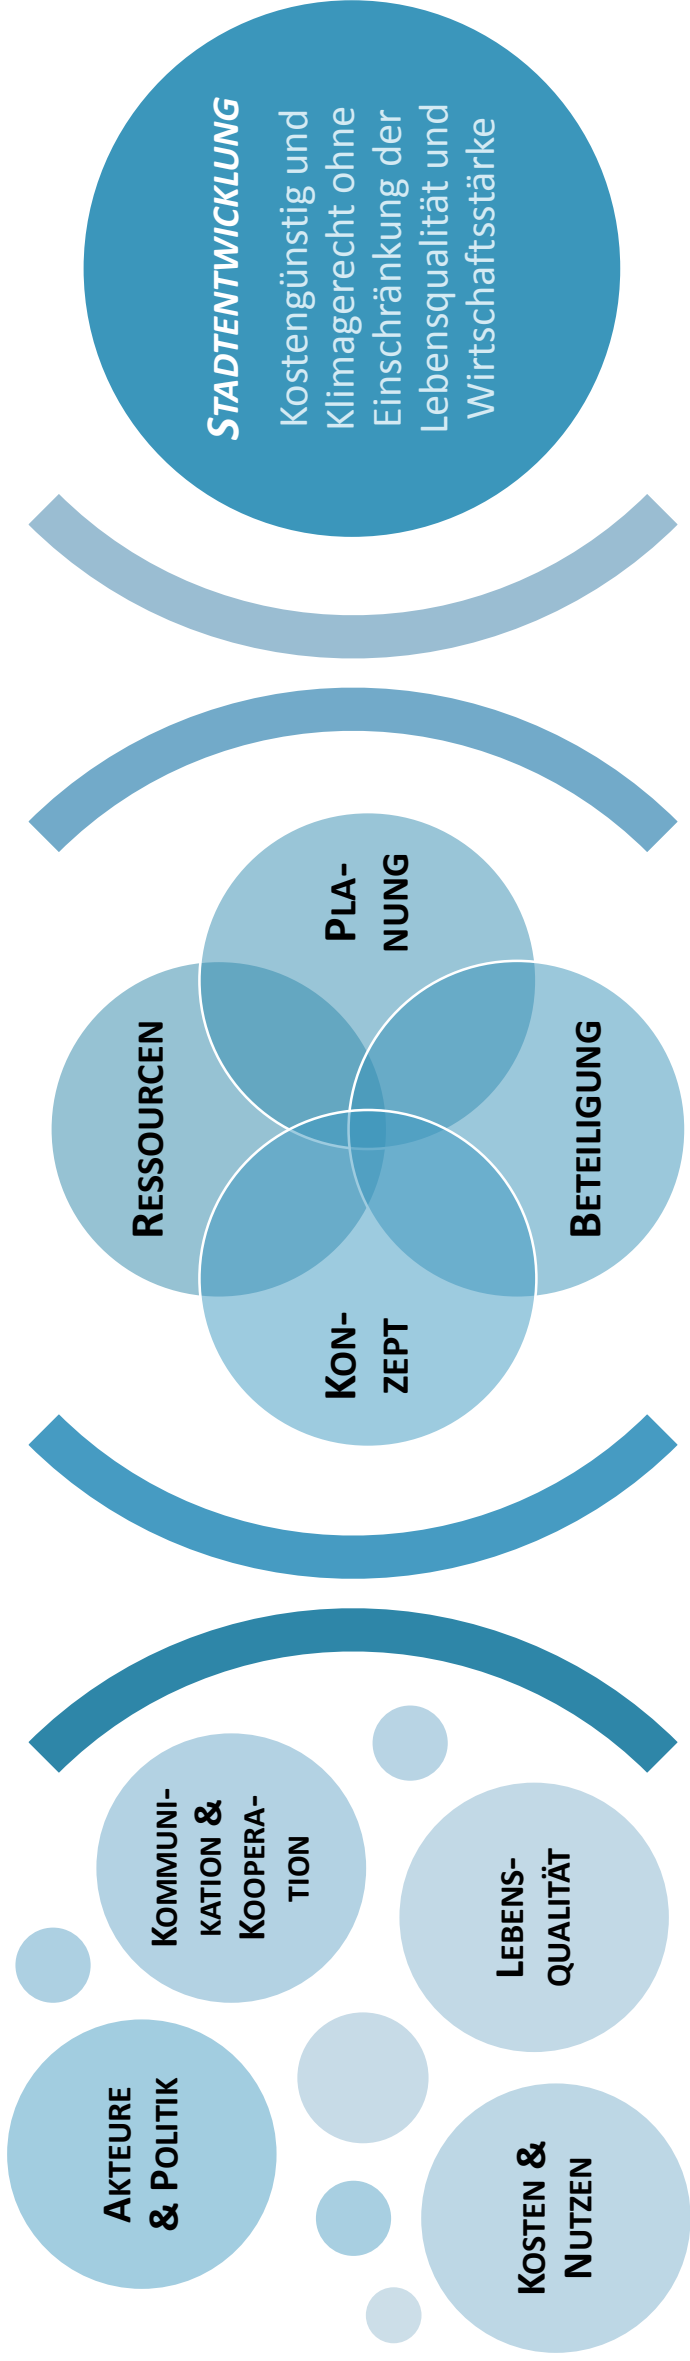 AKTEURE
& POLITIK
KOMMUNI-
KATION &
KOOPERA-
TION
KOSTEN &
NUTZEN
LEBENS-
QUALITÄT
RESSOURCEN
KON-
ZEPT
PLA-
NUNG
BETEILIGUNG
STADTENTWICKLUNG
Kostengünstig und
Klimagerecht ohne
Einschränkung der
Lebensqualität und
Wirtschaftsstärke